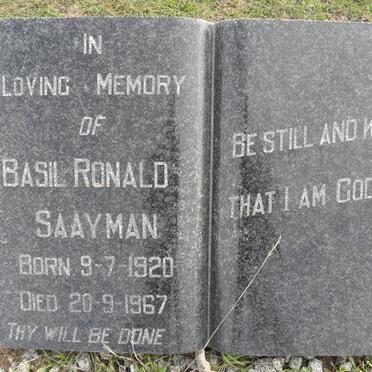 IN
LOVING MEMORY
OF
BASIL RONALD
SAAYMAN
BORN 9-7-1920
DIED 20-9-1967
THY WILL BE DONE
BE STILL AND
THAT I AM GOD